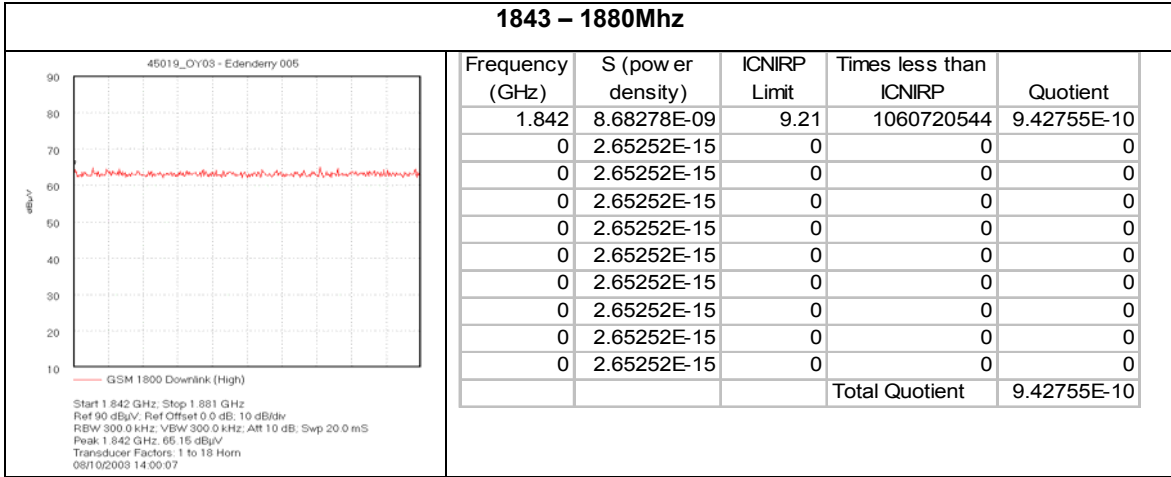 1843 – 1880Mhz
45019_OY03 - Edenderry 005
90
80
70
60
50
40
30
20
10
dBµV
GSM 1800 Downlink (High)
Start 1.842 GHz; Stop 1.881 GHz
Ref 90 dBµV; Ref Offset 0.0 dB; 10 dB/div
RBW 300.0 kHz; VBW 300.0 kHz; Att 10 dB; Swp 20.0 mS
Peak 1.842 GHz, 65.15 dBµV
Transducer Factors: 1 to 18 Horn
08/10/2003 14:00:07
Frequency (GHz) S (pow er density) ICNIRP Limit Times less than ICNIRP Quotient
1.842 8.68278E-09 9.21 1060720544 9.42755E-10
0 2.65252E-15 0 0 0
0 2.65252E-15 0 0 0
0 2.65252E-15 0 0 0
0 2.65252E-15 0 0 0
0 2.65252E-15 0 0 0
0 2.65252E-15 0 0 0
0 2.65252E-15 0 0 0
0 2.65252E-15 0 0 0
0 2.65252E-15 0 0 0
Total Quotient 9.42755E-10